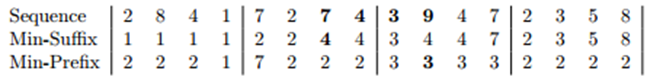 Sequence | 2 8 4 1 | 7 2 7 4 | 3 9 4 7 | 2 3 5 8 |
Min-Suffix | 1 1 1 1 | 2 2 4 4 | 3 4 4 7 | 2 3 5 8 |
Min-Prefix | 2 2 2 1 | 7 2 2 2 | 3 3 3 3 | 2 2 2 2 |